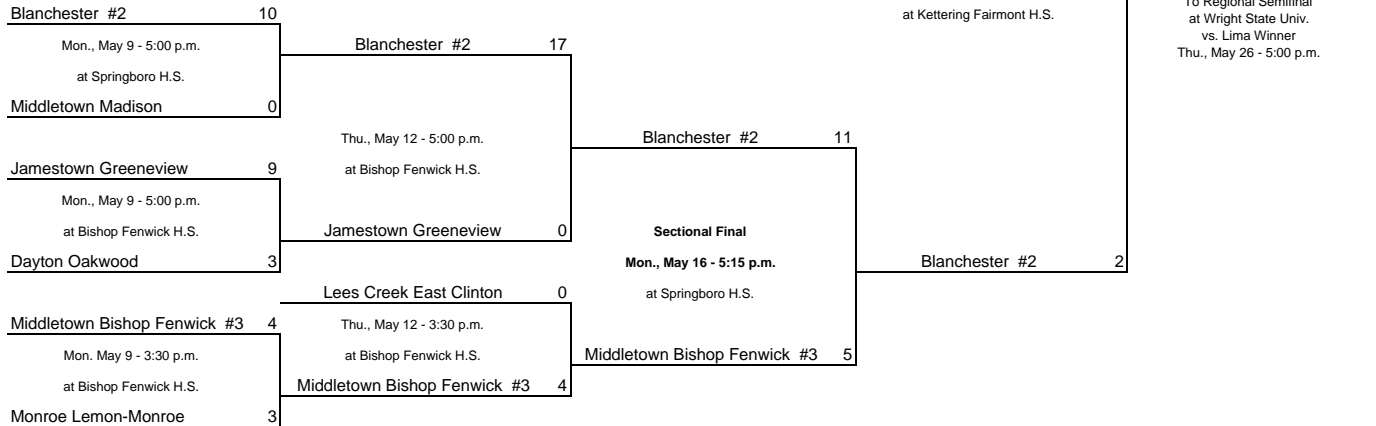 Blanchester #2 10
Mon., May 9 - 5:00 p.m.
at Springboro H.S.
Middletown Madison 0
Jamestown Greeneview 9
Mon., May 9 - 5:00 p.m.
at Bishop Fenwick H.S.
Dayton Oakwood 3
Middletown Bishop Fenwick #3 4
Mon. May 9 - 3:30 p.m.
at Bishop Fenwick H.S.
Monroe Lemon-Monroe 3
Blanchester #2 17
Thu., May 12 - 5:00 p.m.
at Bishop Fenwick H.S.
Jamestown Greeneview 0
Lees Creek East Clinton 0
Thu., May 12 - 3:30 p.m.
at Bishop Fenwick H.S.
Middletown Bishop Fenwick #3 4
Blanchester #2 11
Sectional Final
Mon., May 16 - 5:15 p.m.
at Springboro H.S.
Middletown Bishop Fenwick #3 5
at Kettering Fairmont H.S.
Blanchester #2 2
To Regional Semifinal
at Wright State Univ.
vs. Lima Winner
Thu., May 26 - 5:00 p.m.